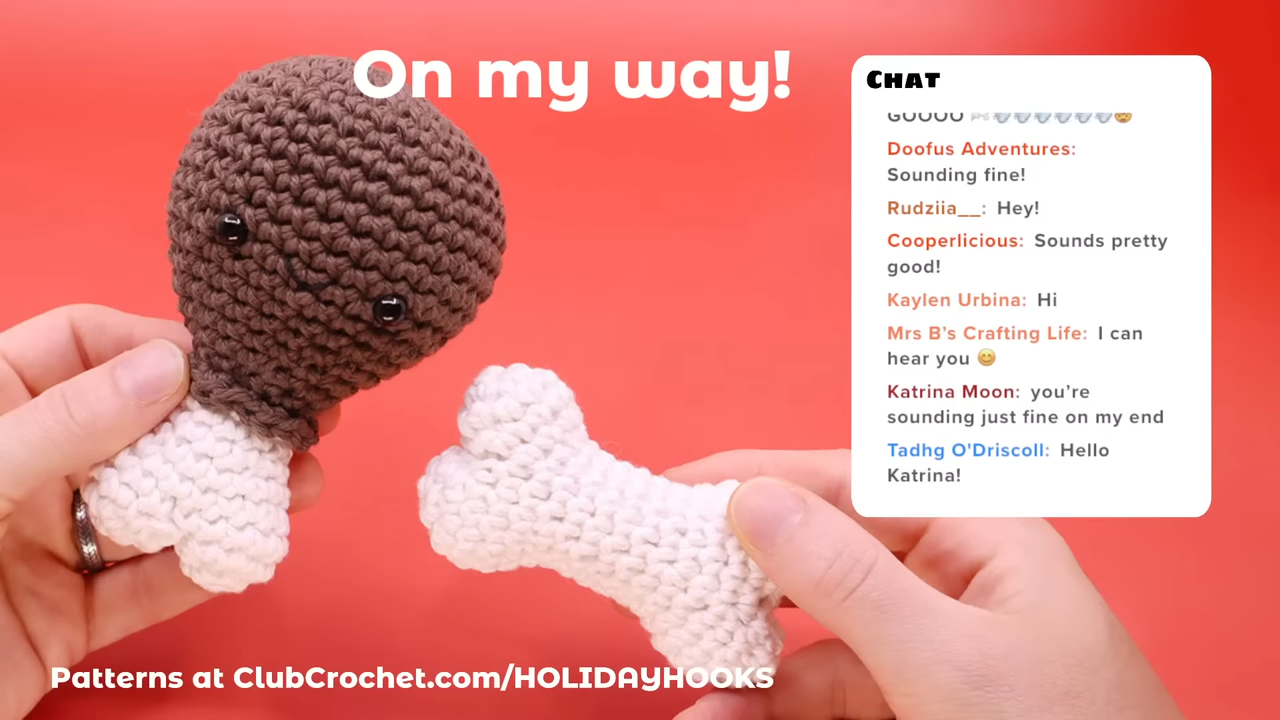 On my way!
CHAT
GOOOO
Doofus Adventures:
Sounding fine!
Rudziia__: Hey!
Cooperlicious: Sounds pretty
good!
Kaylen Urbina: Hi
Mrs B's Crafting Life: I can
hear you 😊
Katrina Moon: you're
sounding just fine on my end
Tadhg O'Driscoll: Hello
Katrina!
Patterns at ClubCrochet.com/HOLIDAYHOOKS